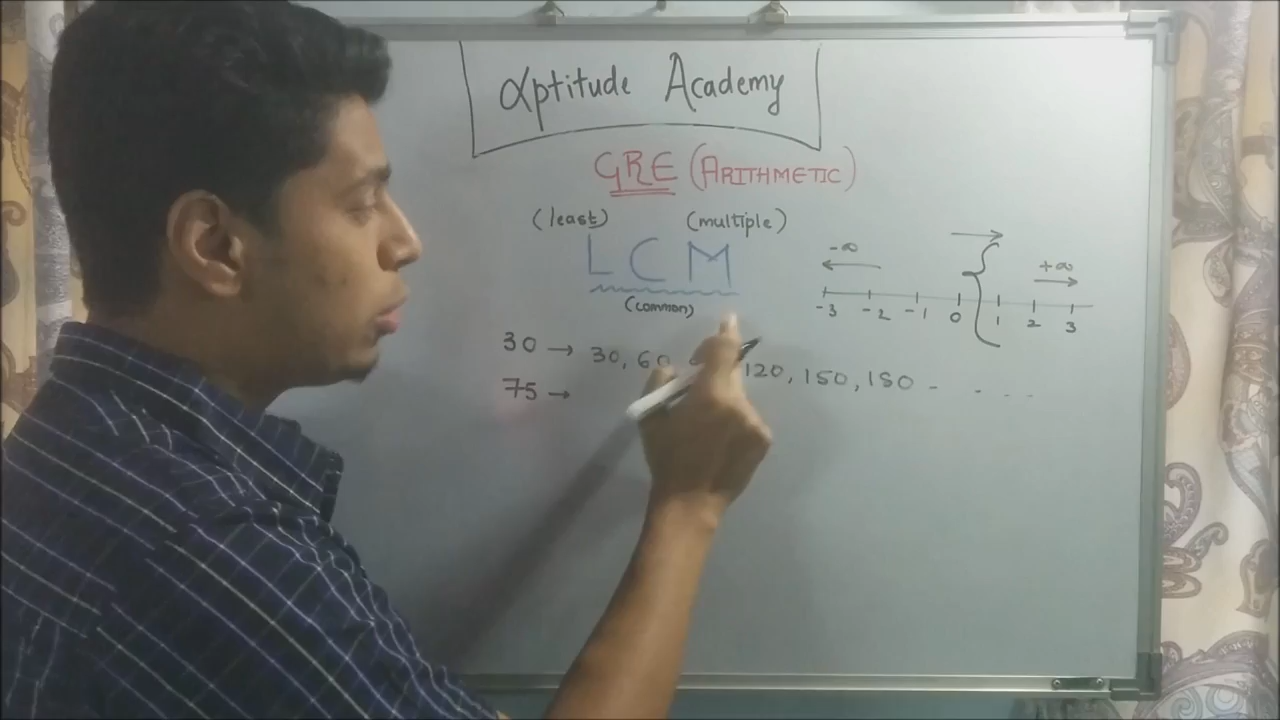 αptitude Academy
GRE (ARITHMETIC)
(least) (multiple)
LCM
(common)
-∞ +∞
-3 -2 -1 0 1 2 3
30 → 30, 60 120, 150, 180 - - - -
75 →